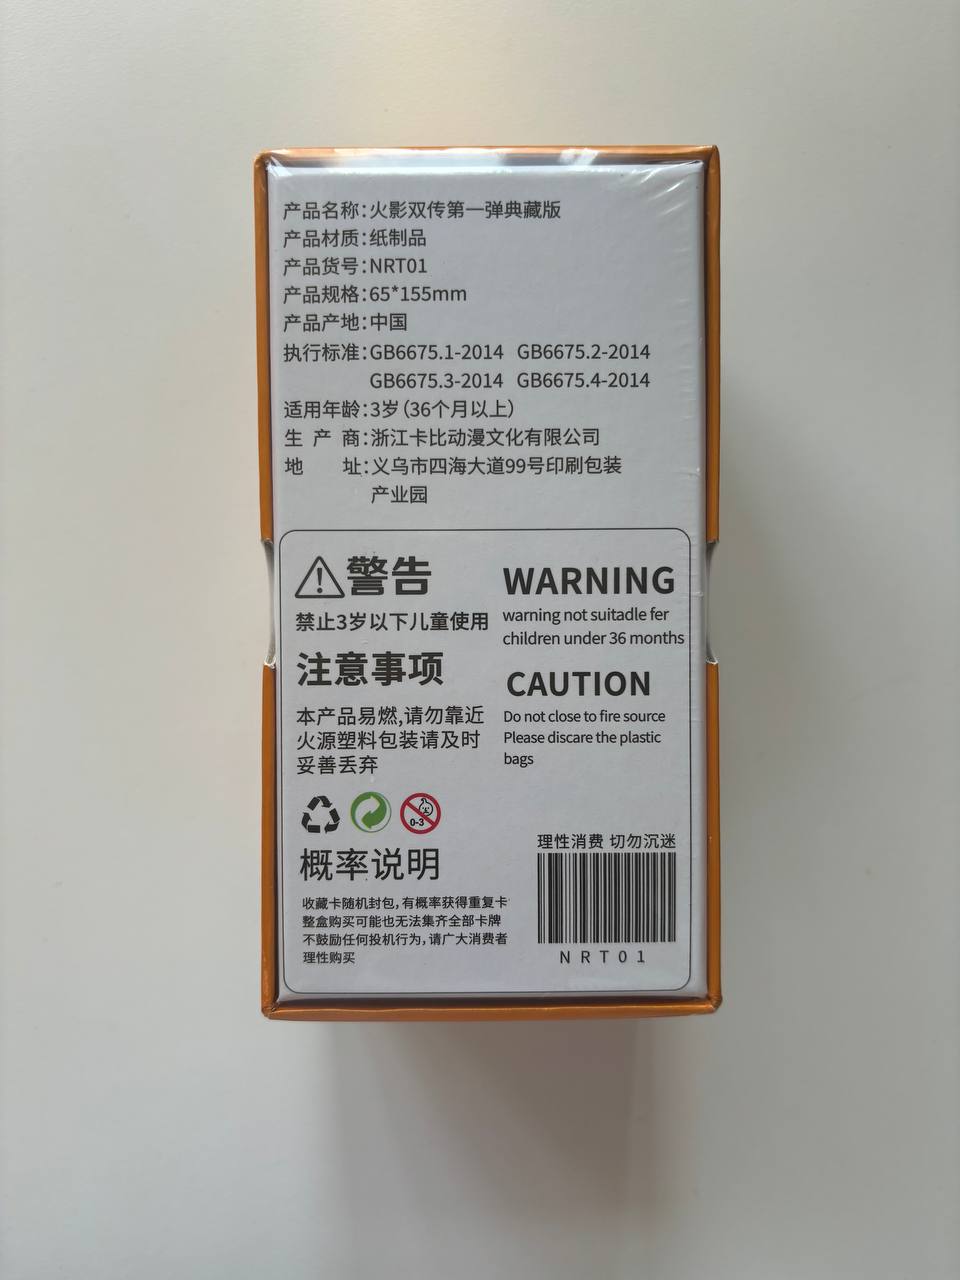 产品名称:火影双传第一弹典藏版
产品材质:纸制品
产品货号:NRT01
产品规格:65*155mm
产品产地:中国
执行标准:GB6675.1-2014 GB6675.2-2014
GB6675.3-2014 GB6675.4-2014
适用年龄:3岁(36个月以上)
生产商:浙江卡比动漫文化有限公司
地址:义乌市四海大道99号印刷包装
产业园
警告
禁止3岁以下儿童使用
注意事项
本产品易燃,请勿靠近
火源塑料包装请及时
妥善丢弃
WARNING
warning not suitadle fer
children under 36 months
CAUTION
Do not close to fire source
Please discare the plastic
bags
0-3
概率说明
收藏卡随机封包,有概率获得重复卡
整盒购买可能也无法集齐全部卡牌
不鼓励任何投机行为,请广大消费者
理性购买
理性消费 切勿沉迷
NRT01